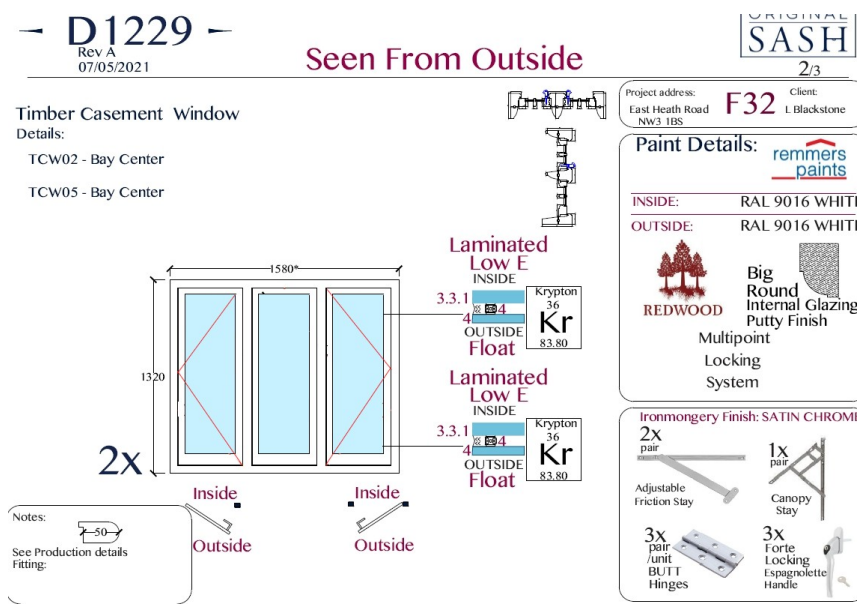 D1229
Rev A
07/05/2021
Seen From Outside
ORIGINAL
SASH
2/3
Project address:
East Heath Road
NW3 1BS
F32
Client:
L Blackstone
Timber Casement Window
Details:
TCW02 - Bay Center
TCW05 - Bay Center
Paint Details:
remmers
paints
INSIDE: RAL 9016 WHITE
OUTSIDE: RAL 9016 WHITE
REDWOOD
Big
Round
Internal Glazing
Putty Finish
Multipoint
Locking
System
1580*
1320
2x
Laminated
Low E
INSIDE
3.3.1
4
4
OUTSIDE
Float
Krypton
36
Kr
83.80
Laminated
Low E
INSIDE
3.3.1
4
4
OUTSIDE
Float
Krypton
36
Kr
83.80
Inside
Outside
Inside
Outside
Notes:
50
See Production details
Fitting:
Ironmongery Finish: SATIN CHROME
2x
pair
Adjustable
Friction Stay
1x
pair
Canopy
Stay
3x
pair
/unit
BUTT
Hinges
3x
Forte
Locking
Espagnolette
Handle